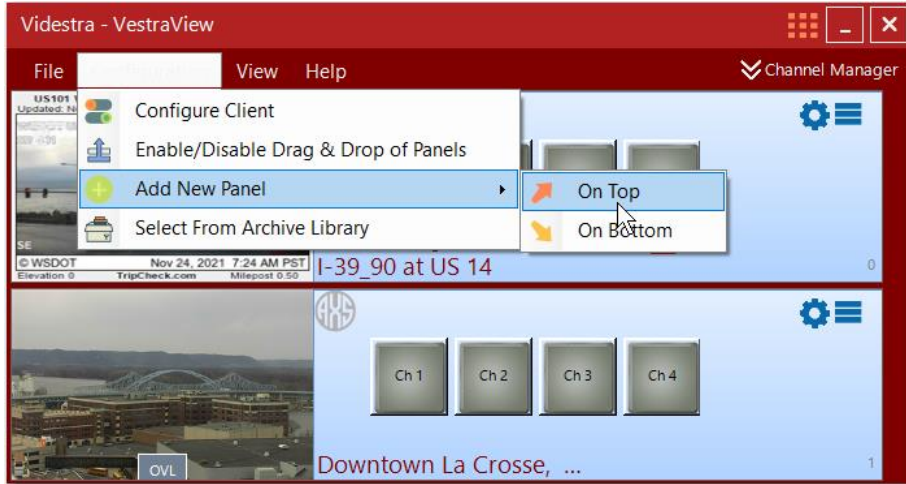 Videstra - VestraView
File
View
Help
Channel Manager
US101
Updated:
Configure Client
Enable/Disable Drag & Drop of Panels
Add New Panel
On Top
Select From Archive Library
On Bottom
SE
© WSDOT
Nov 24, 2021 7:24 AM PST
Elevation 0
TripCheck.com
Milepost 0.50
I-39_90 at US 14
0
AXS
Ch 1
Ch 2
Ch 3
Ch 4
OVL
Downtown La Crosse, ...
1